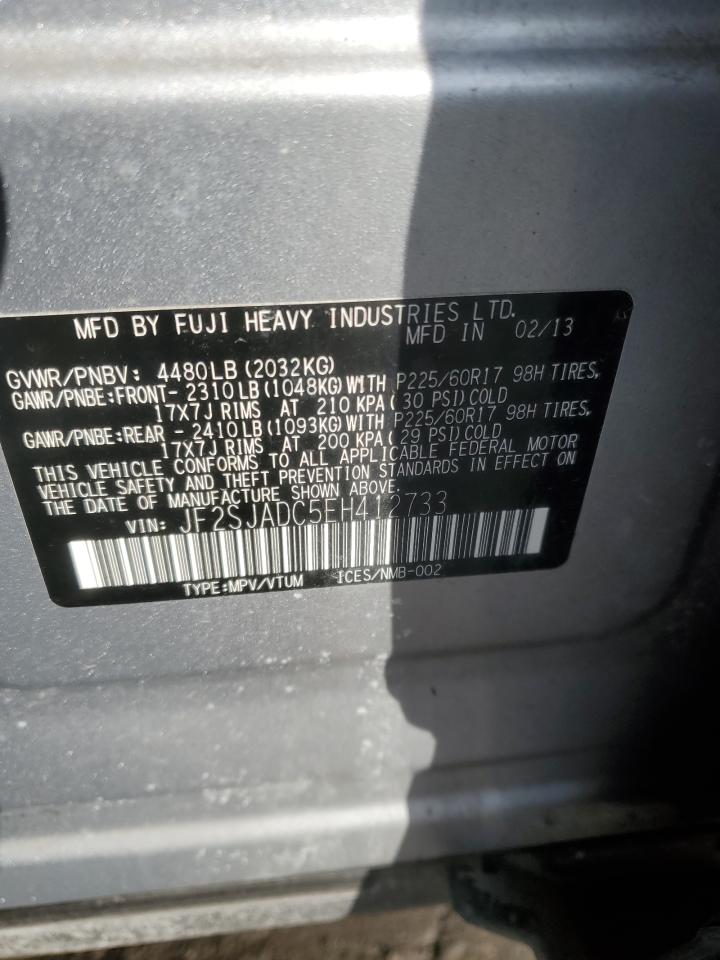 MFD BY FUJI HEAVY INDUSTRIES LTD.
MFD IN 02/13
GVWR/PNBV: 4480LB (2032KG)
GAWR/PNBE:FRONT- 2310LB (1048KG)WITH P225/60R17 98H TIRES,
17X7J RIMS AT 210 KPA (30 PSI)COLD
GAWR/PNBE:REAR - 2410LB (1093KG)WITH P225/60R17 98H TIRES,
17X7J RIMS AT 200 KPA (29 PSI)COLD
THIS VEHICLE CONFORMS TO ALL APPLICABLE FEDERAL MOTOR
VEHICLE SAFETY AND THEFT PREVENTION STANDARDS IN EFFECT ON
THE DATE OF MANUFACTURE SHOWN ABOVE.
VIN: JF2SJADC5EH412733
TYPE:MPV/VTUM ICES/NMB-002